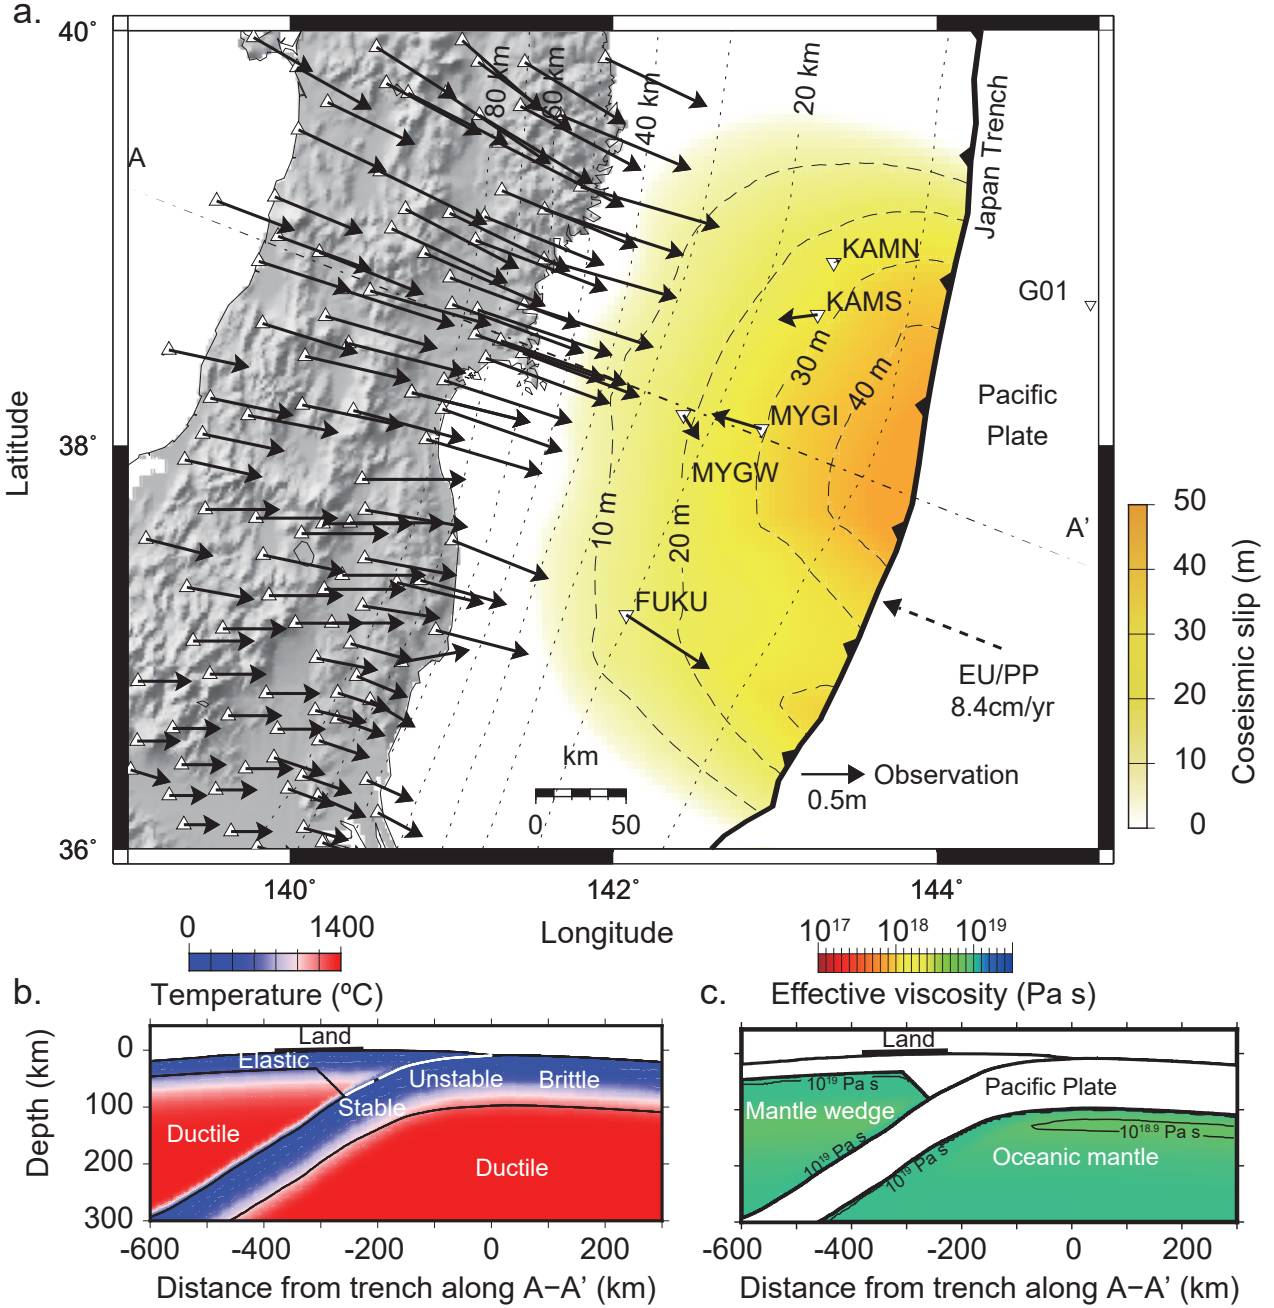 a.
40°
38°
36°
Latitude
A
80 km
60 km
40 km
20 km
Japan Trench
KAMN
KAMS
G01
30 m
40 m
Pacific
Plate
MYGI
MYGW
10 m
20 m
A’
FUKU
EU/PP
8.4cm/yr
km
0 50
Observation
0.5m
50
40
30
20
10
0
Coseismic slip (m)
140° 142° 144°
Longitude
0 1400
Temperature (ºC)
10¹⁷ 10¹⁸ 10¹⁹
Effective viscosity (Pa s)
b.
Land
Elastic
Unstable
Brittle
Stable
Ductile
Ductile
0
100
200
300
Depth (km)
-600 -400 -200 0 200
Distance from trench along A−A’ (km)
c.
Land
10¹⁹ Pa s
Pacific Plate
Mantle wedge
10¹⁸·⁹ Pa s
10¹⁹ Pa s
10¹⁹ Pa s
Oceanic mantle
-600 -400 -200 0 200
Distance from trench along A−A’ (km)